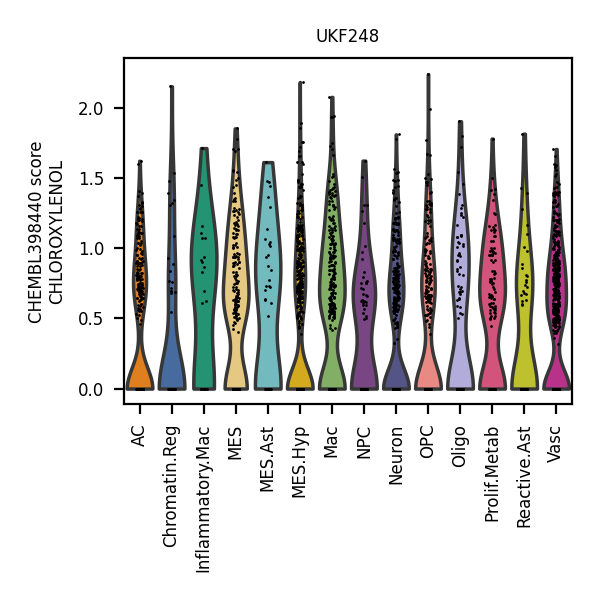 UKF248
CHEMBL398440 score
CHLOROXYLENOL
2.0
1.5
1.0
0.5
0.0
AC
Chromatin.Reg
Inflammatory.Mac
MES
MES.Ast
MES.Hyp
Mac
NPC
Neuron
OPC
Oligo
Prolif.Metab
Reactive.Ast
Vasc